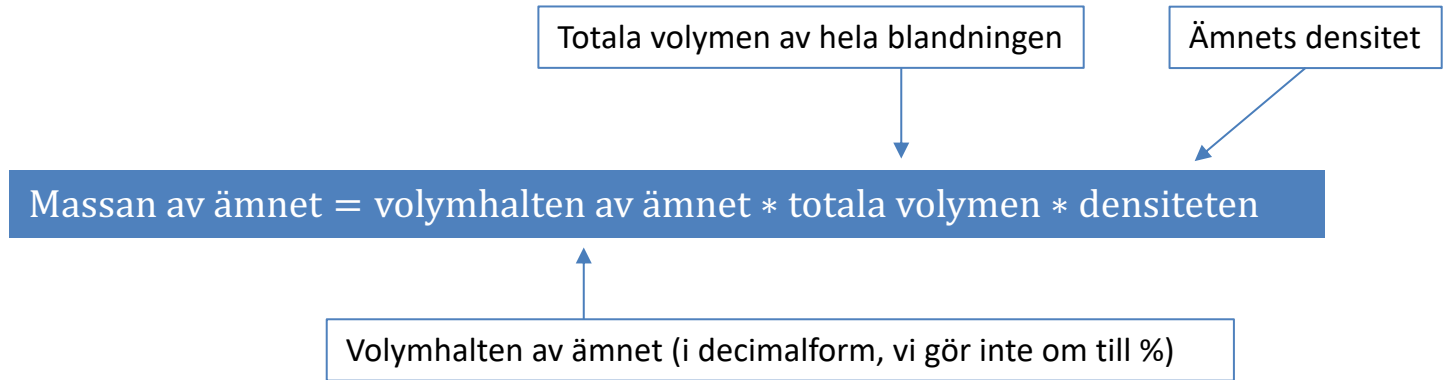 Totala volymen av hela blandningen
Ämnets densitet
Massan av ämnet = volymhalten av ämnet ∗ totala volymen ∗ densiteten
Volymhalten av ämnet (i decimalform, vi gör inte om till %)